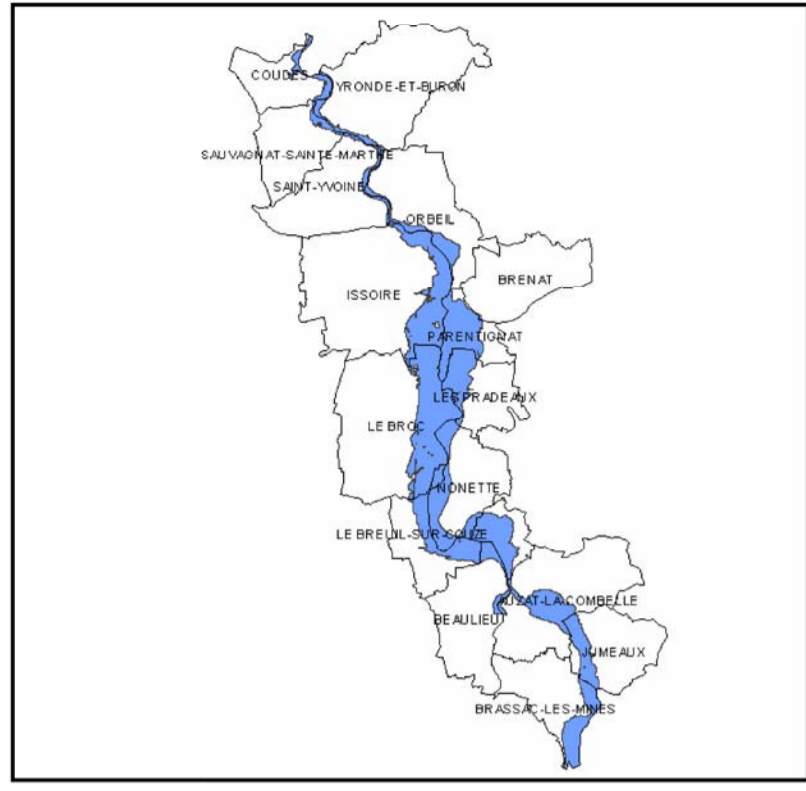 COUDES
YRONDE-ET-BURON
SAUVAGNAT-SAINTE-MARTHE
SAINT-YVOINE
ORBEIL
BRENAT
ISSOIRE
PARENTIGNAT
LES PRADEAUX
LE BROC
NONETTE
LE BREUIL-SUR-COUZE
AUZAT-LA-COMBELLE
BEAULIEU
JUMEAUX
BRASSAC-LES-MINES